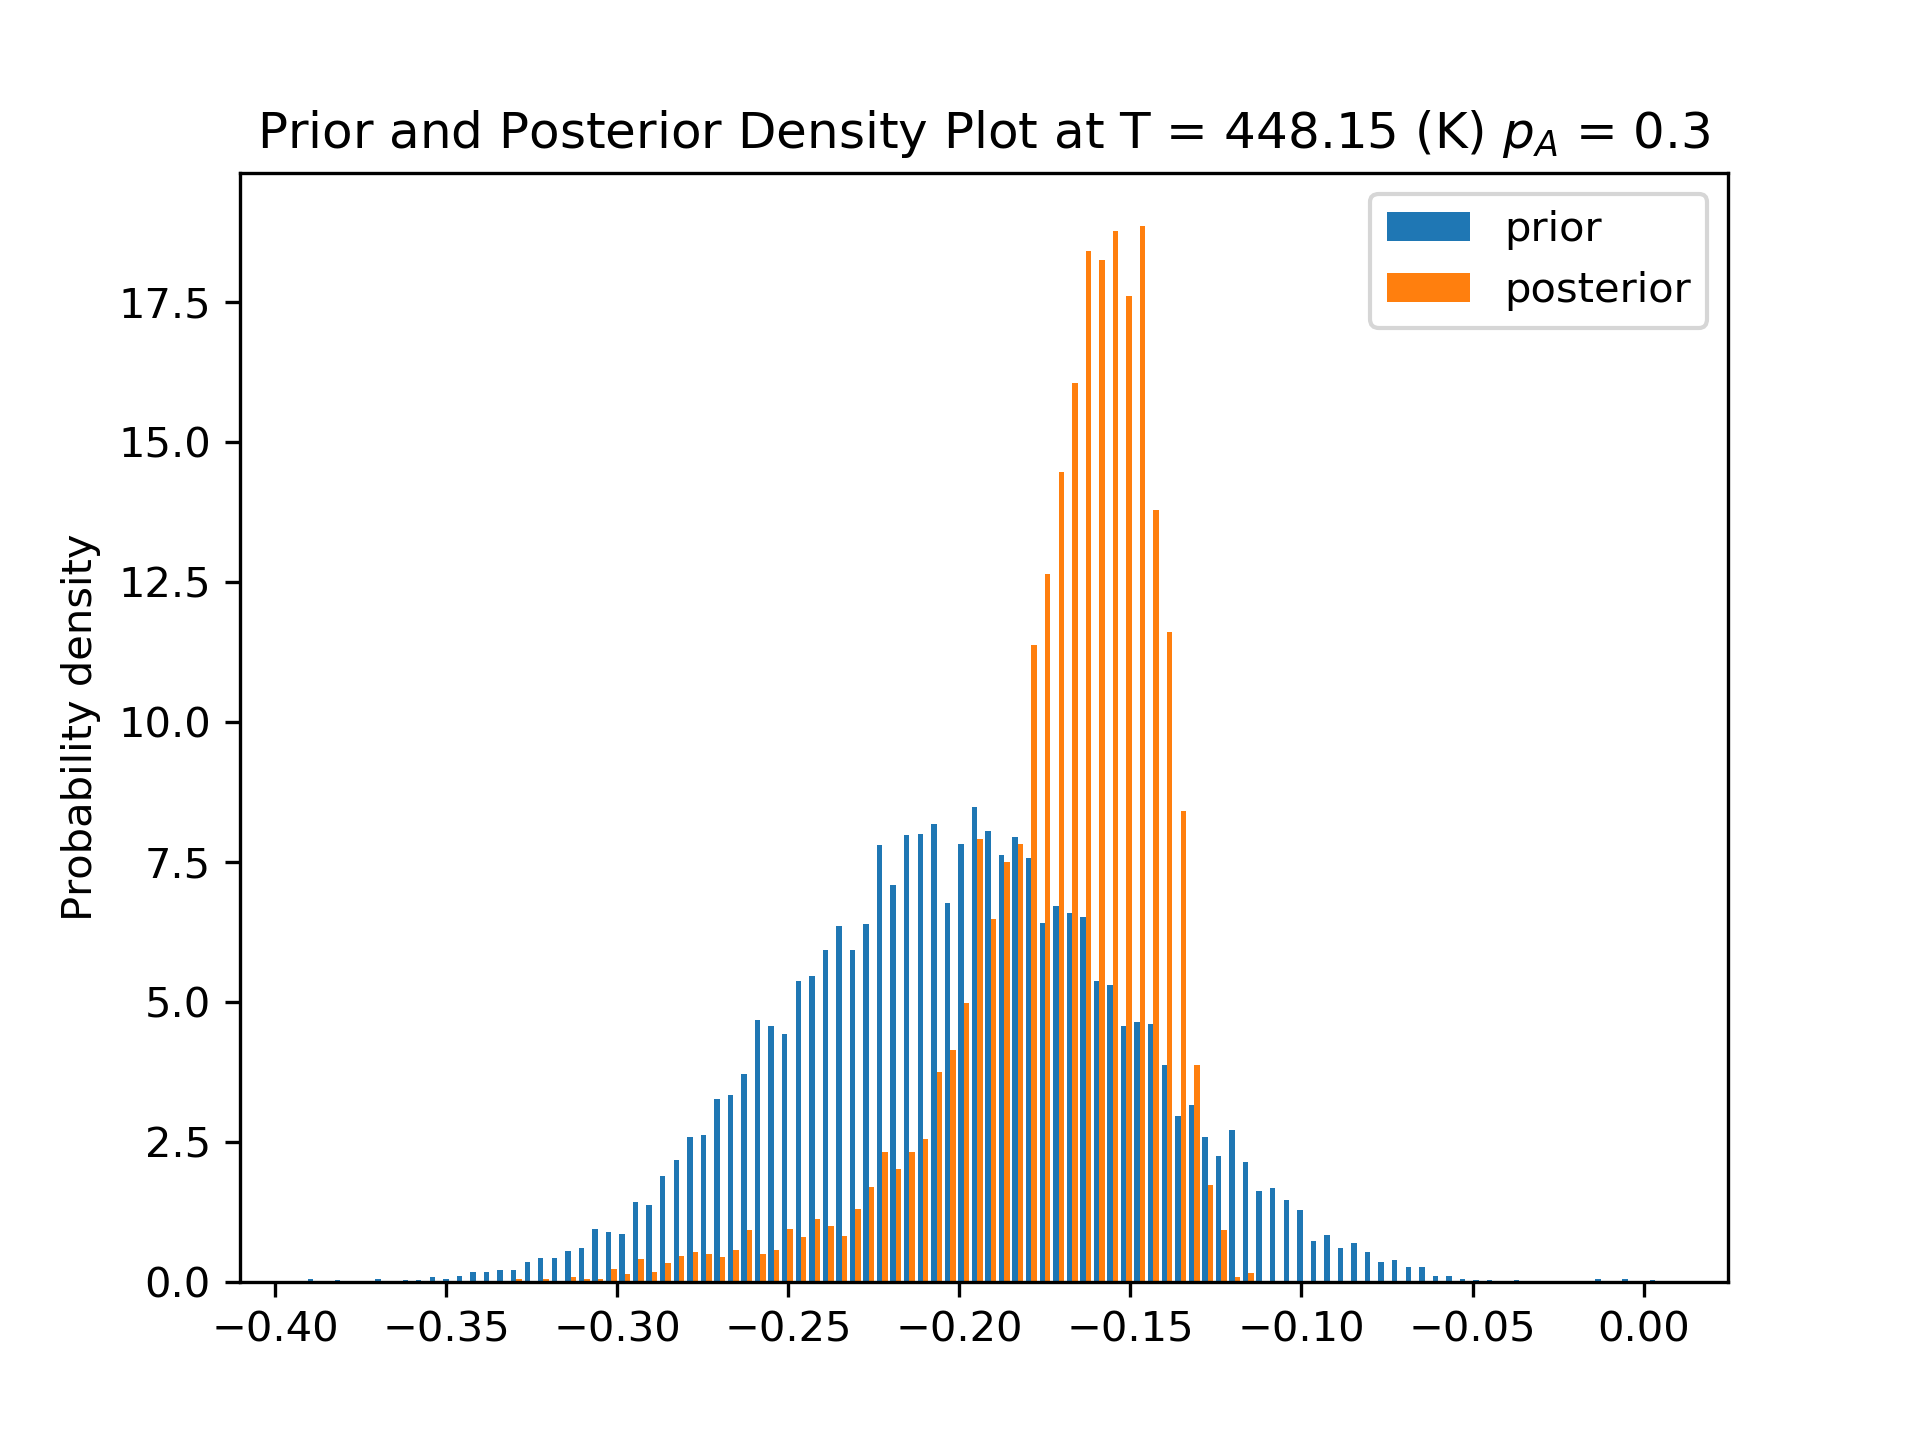 Prior and Posterior Density Plot at T = 448.15 (K) p_A = 0.3
prior
posterior
Probability density
17.5
15.0
12.5
10.0
7.5
5.0
2.5
0.0
−0.40 −0.35 −0.30 −0.25 −0.20 −0.15 −0.10 −0.05 0.00